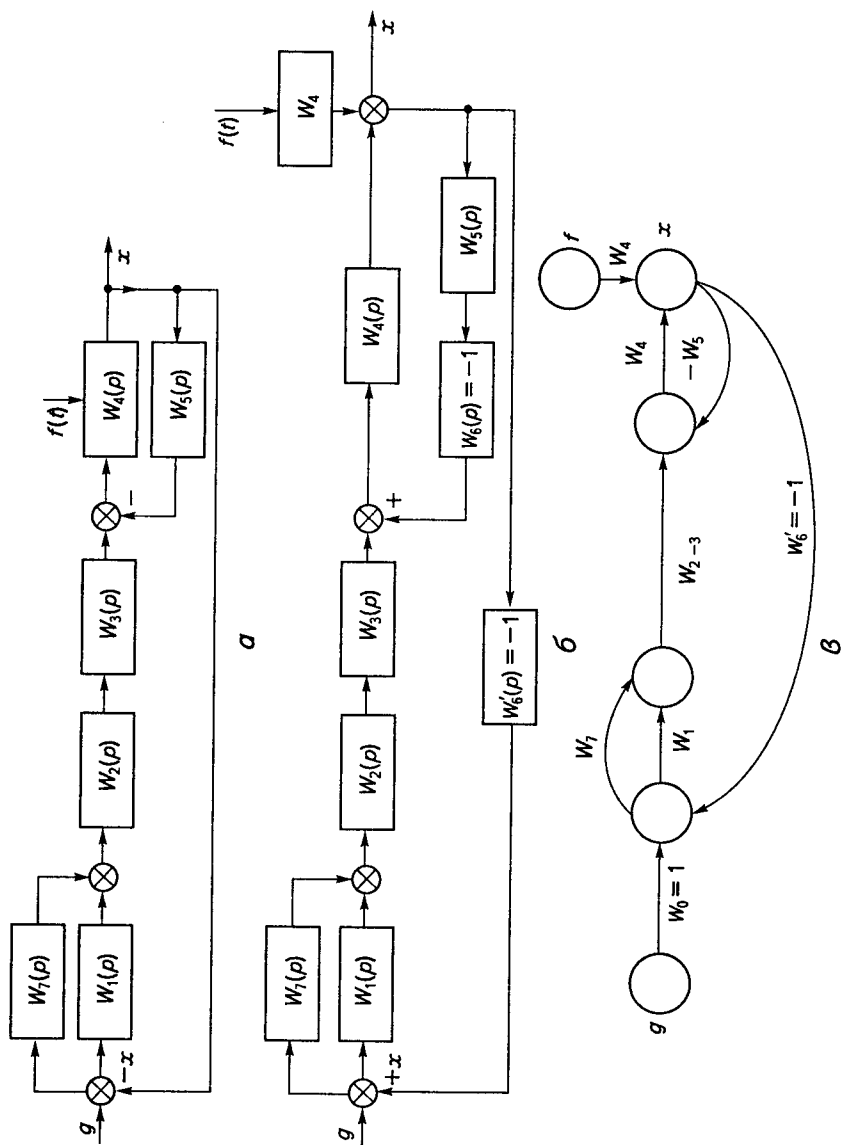 g
−x
W₇(p)
W₁(p)
W₂(p)
W₃(p)
−
f(t)
W₄(p)
W₅(p)
x
а
g
+x
W₇(p)
W₁(p)
W₂(p)
W₃(p)
+
W₄(p)
f(t)
W₄
x
W₅(p)
W₆(p) = −1
W₆′(p) = −1
б
g
W₀ = 1
W₇
W₁
W₂₋₃
W₄
−W₅
f
W₄
x
W₆′ = −1
в